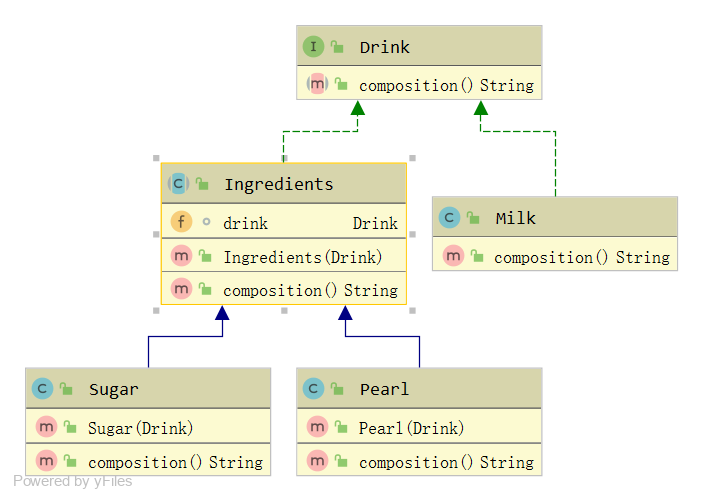 I Drink
m composition() String
C Ingredients
f drink Drink
m Ingredients(Drink)
m composition() String
C Milk
m composition() String
C Sugar
m Sugar(Drink)
m composition() String
C Pearl
m Pearl(Drink)
m composition() String
Powered by yFiles